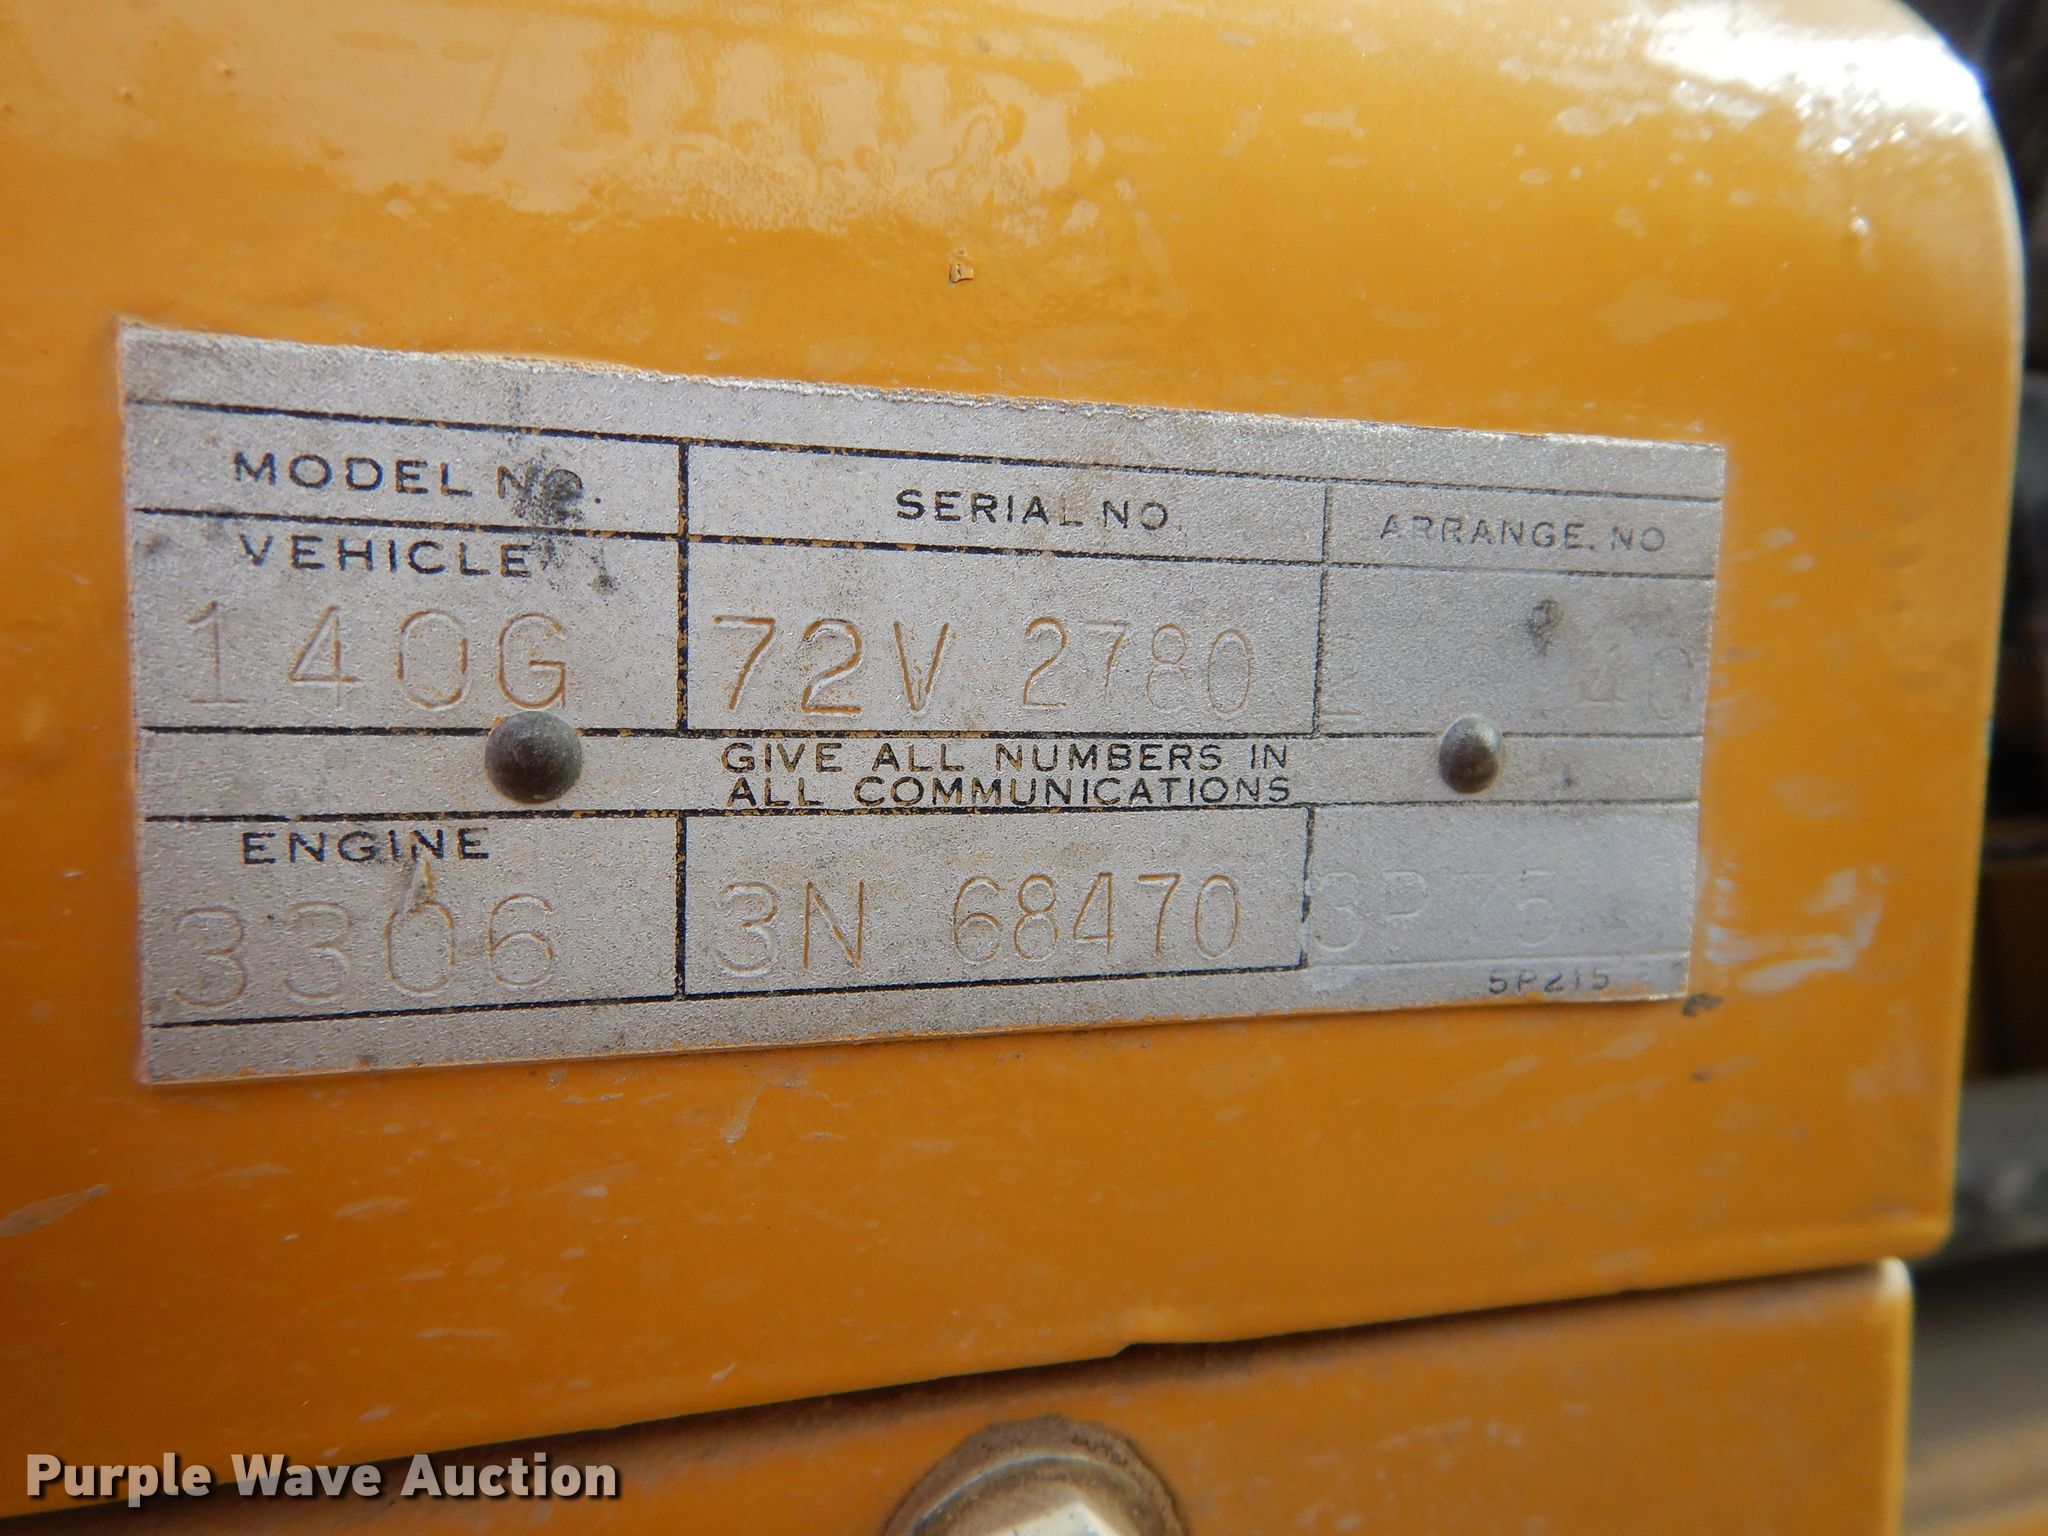 MODEL NO. SERIAL NO. ARRANGE. NO
VEHICLE
140G 72V 2780
GIVE ALL NUMBERS IN
ALL COMMUNICATIONS
ENGINE
3306 3N 68470
5P215
Purple Wave Auction